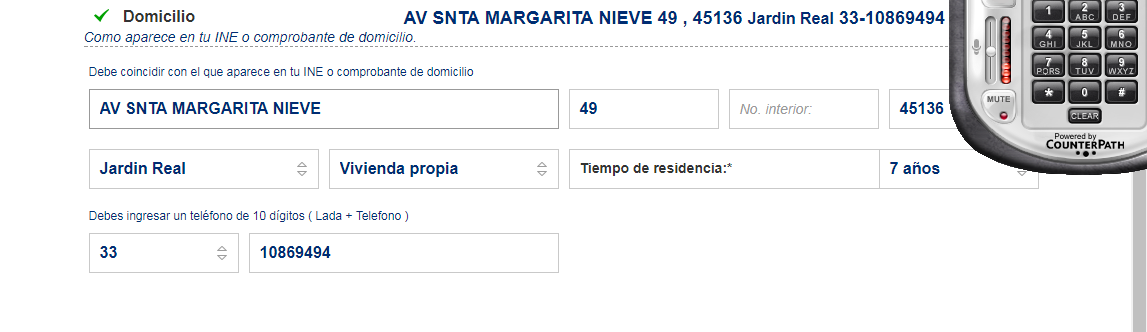 Domicilio AV SNTA MARGARITA NIEVE 49 , 45136 Jardin Real 33-10869494
Como aparece en tu INE o comprobante de domicilio.
Debe coincidir con el que aparece en tu INE o comprobante de domicilio
AV SNTA MARGARITA NIEVE 49 No. interior: 45136
Jardin Real Vivienda propia Tiempo de residencia:* 7 años
Debes ingresar un teléfono de 10 dígitos ( Lada + Telefono )
33 10869494
1 2 ABC 3 DEF
4 GHI 5 JKL 6 MNO
7 PQRS 8 TUV 9 WXYZ
* 0 #
MUTE
CLEAR
Powered by
COUNTERPATH